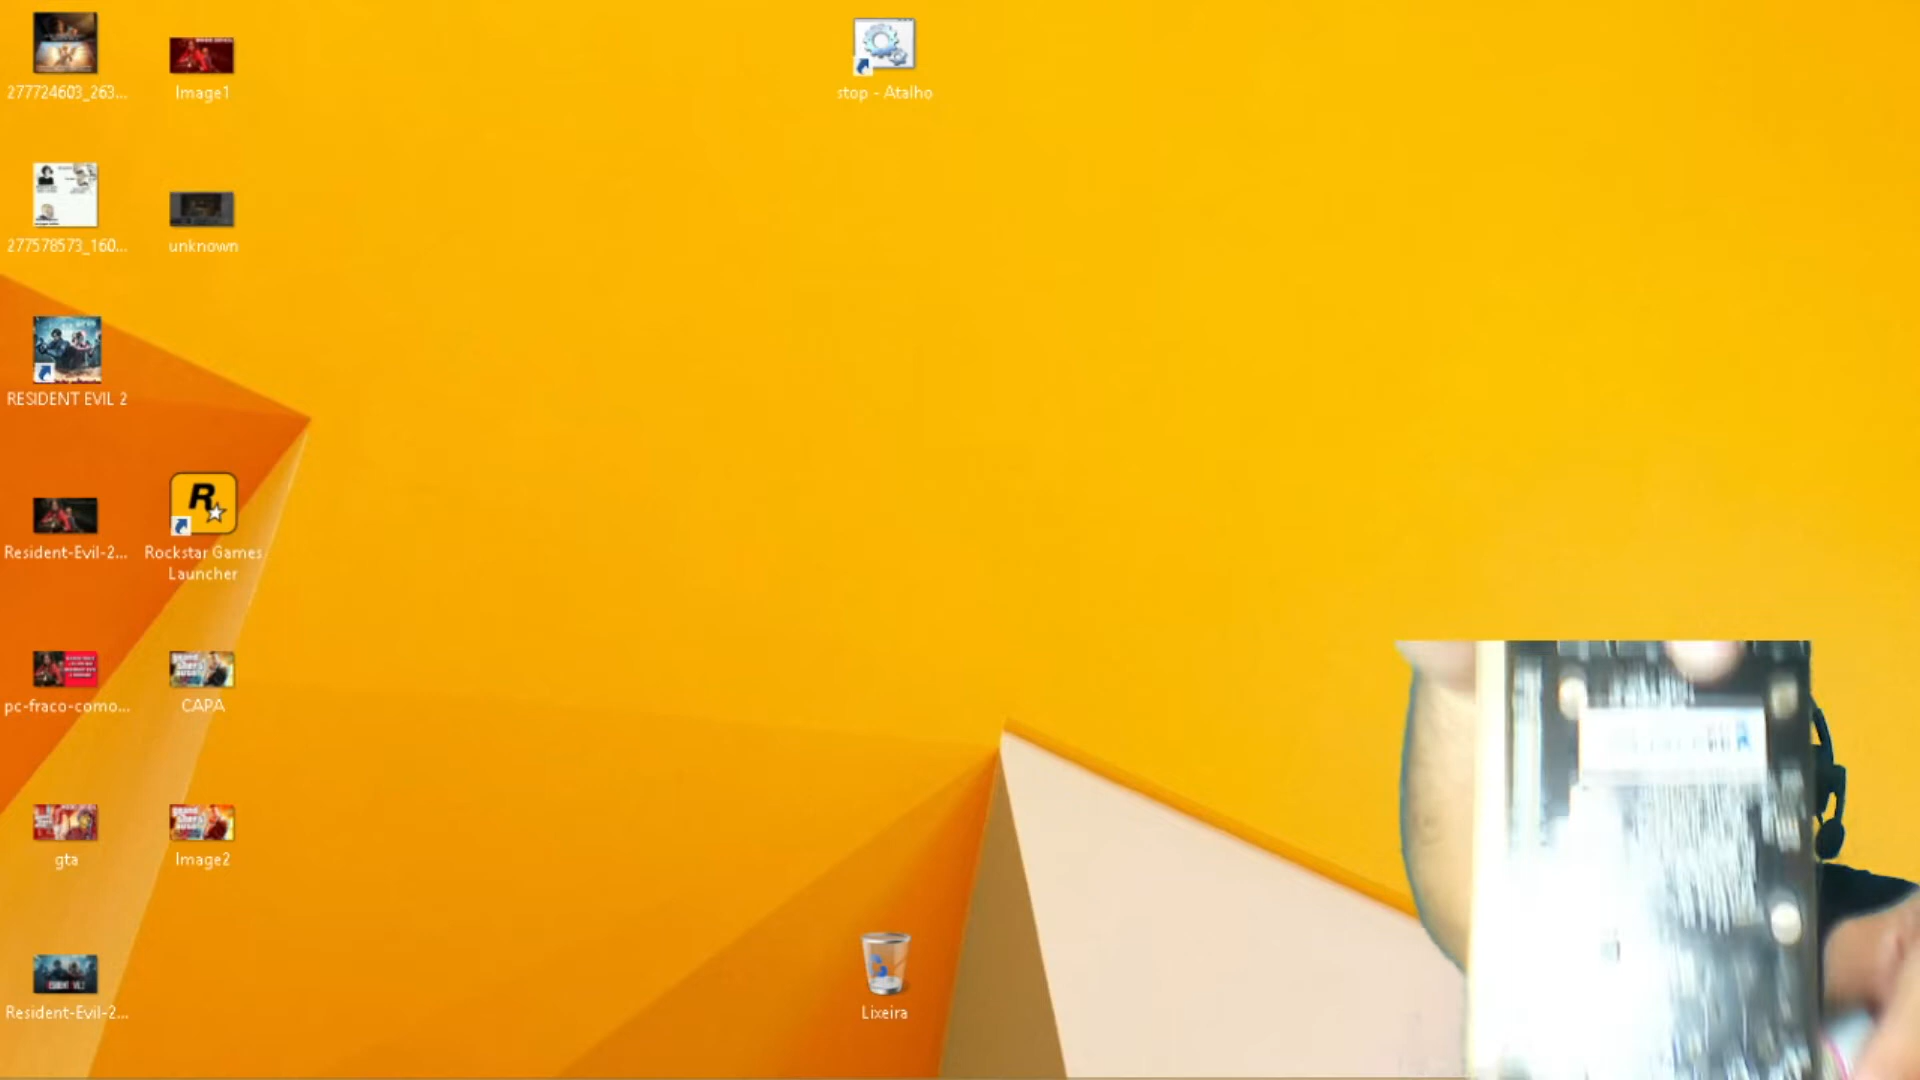 277724603_263...
Image1
stop - Atalho
277578573_160...
unknown
RESIDENT EVIL 2
Resident-Evil-2...
Rockstar Games
Launcher
pc-fraco-como...
CAPA
gta
Image2
Resident-Evil-2...
Lixeira